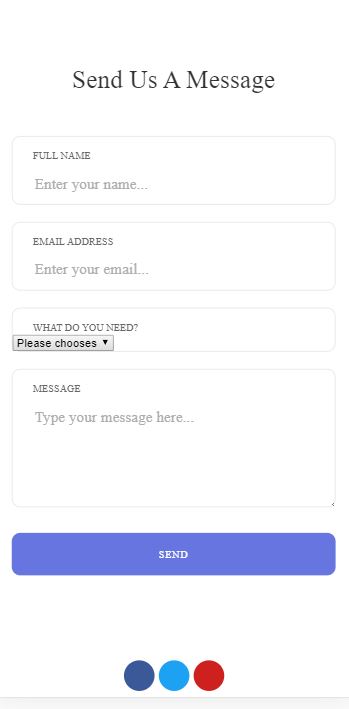 Send Us A Message
FULL NAME
Enter your name...
EMAIL ADDRESS
Enter your email...
WHAT DO YOU NEED?
Please chooses
MESSAGE
Type your message here...
SEND